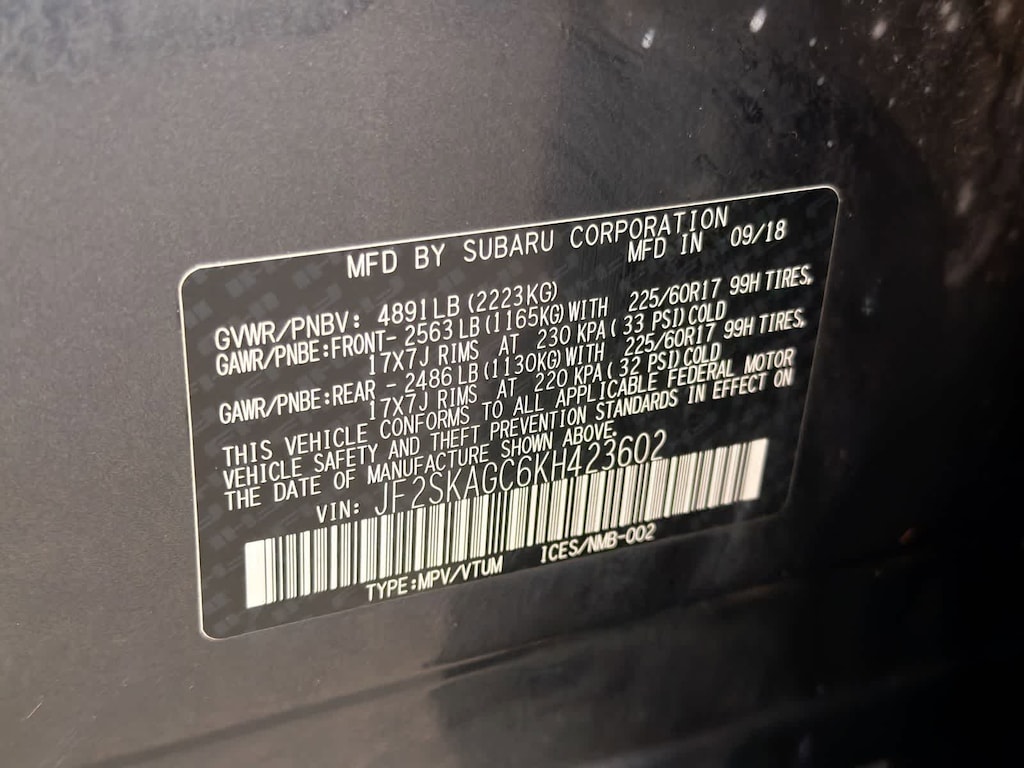 MFD BY SUBARU CORPORATION
MFD IN 09/18
GVWR/PNBV: 4891LB(2223KG)
GAWR/PNBE:FRONT- 2563LB(1165KG)WITH 225/60R17 99H TIRES,
17X7J RIMS AT 230 KPA(33 PSI)COLD
GAWR/PNBE:REAR - 2486LB(1130KG)WITH 225/60R17 99H TIRES,
17X7J RIMS AT 220 KPA(32 PSI)COLD
THIS VEHICLE CONFORMS TO ALL APPLICABLE FEDERAL MOTOR
VEHICLE SAFETY AND THEFT PREVENTION STANDARDS IN EFFECT ON
THE DATE OF MANUFACTURE SHOWN ABOVE.
VIN: JF2SKAGC6KH423602
TYPE:MPV/VTUM ICES/NMB-002